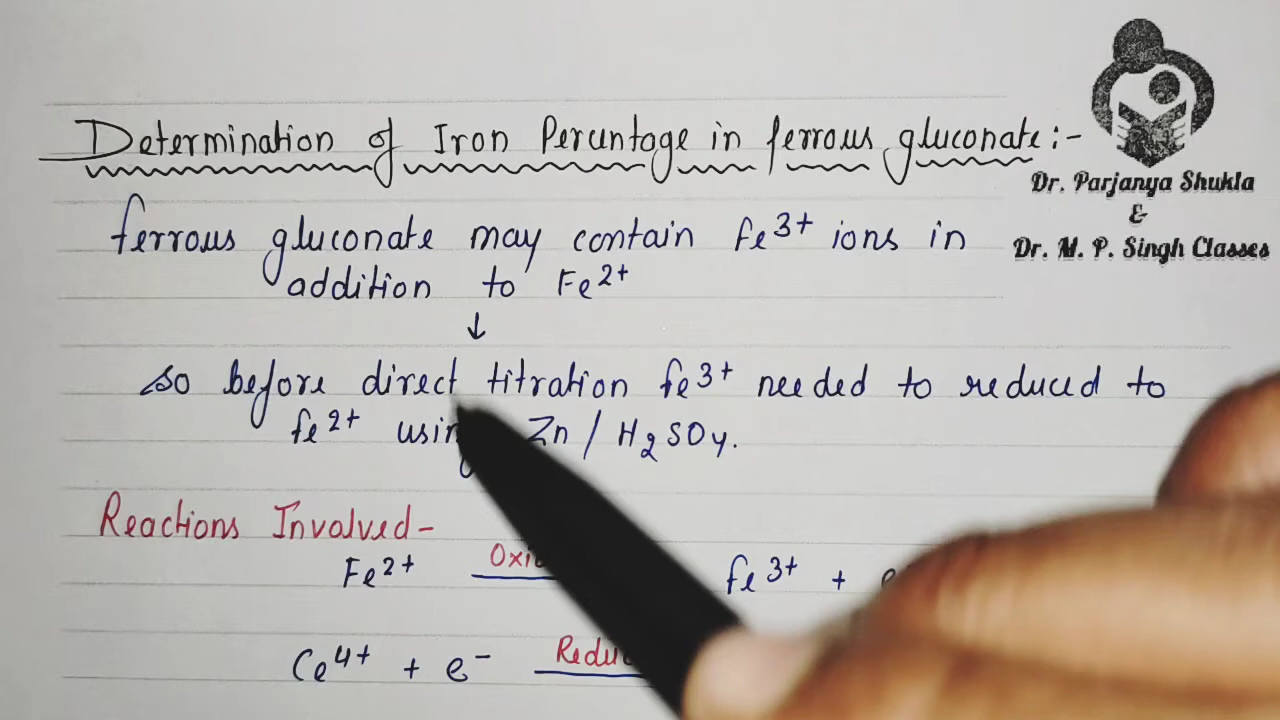 Determination of Iron Percuntage in ferrous gluconate:-
Dr. Parjanya Shukla
&
Dr. M. P. Singh Classes
ferrous gluconate may contain Fe3+ ions in
addition to Fe2+
↓
so before direct titration fe3+ needed to reduced to
fe2+ Zn / H2SO4.
Reactions Involved-
Fe2+ fe3+ +
Ce4+ + e-